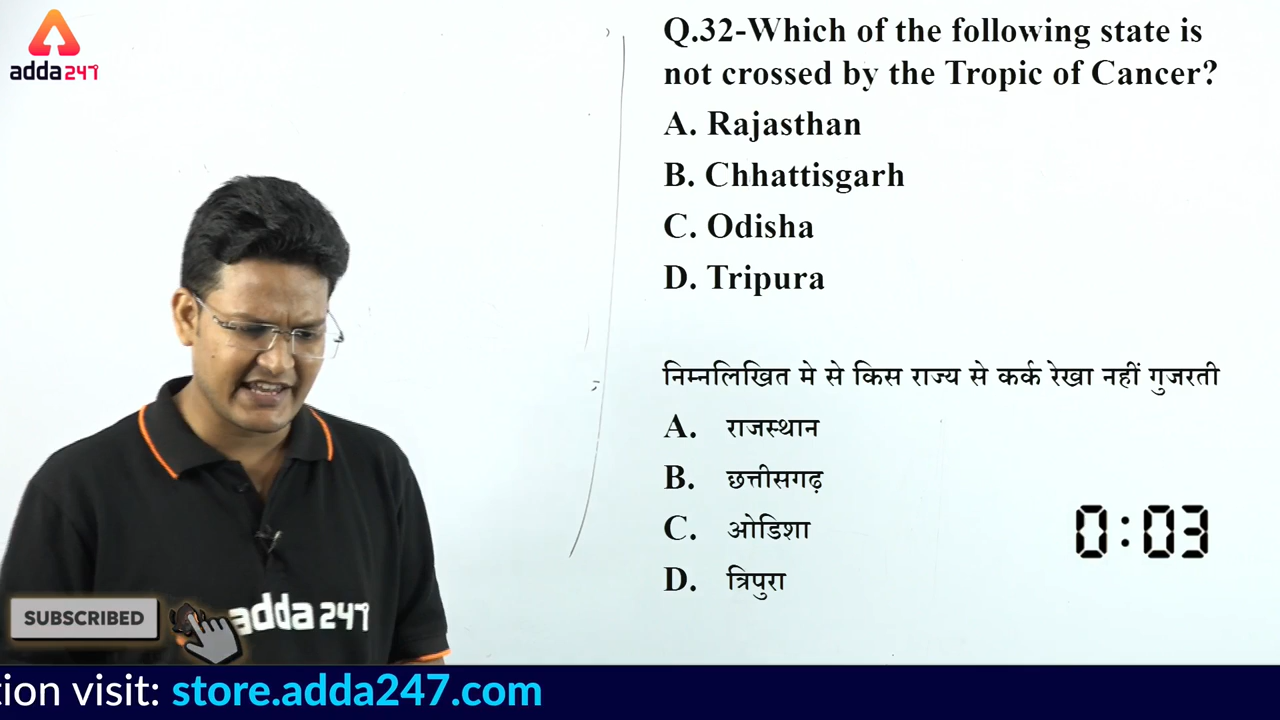 adda247
Q.32-Which of the following state is
not crossed by the Tropic of Cancer?
A. Rajasthan
B. Chhattisgarh
C. Odisha
D. Tripura
निम्नलिखित मे से किस राज्य से कर्क रेखा नहीं गुजरती
A. राजस्थान
B. छत्तीसगढ़
C. ओडिशा
D. त्रिपुरा
0:03
SUBSCRIBED
adda247
tion visit: store.adda247.com